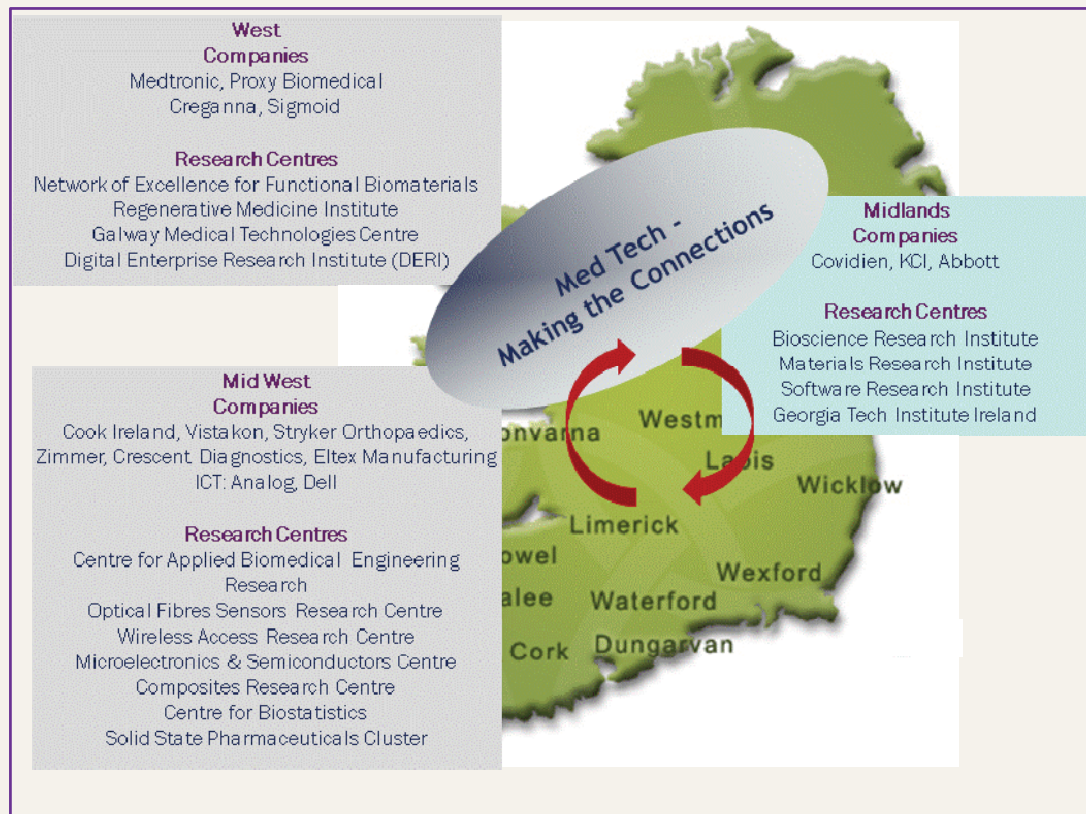 West
Companies
Medtronic, Proxy Biomedical
Creganna, Sigmoid
Research Centres
Network of Excellence for Functional Biomaterials
Regenerative Medicine Institute
Galway Medical Technologies Centre
Digital Enterprise Research Institute (DERI)
Med Tech -
Making the Connections
Midlands
Companies
Covidien, KCI, Abbott
Research Centres
Bioscience Research Institute
Materials Research Institute
Software Research Institute
Georgia Tech Institute Ireland
Mid West
Companies
Cook Ireland, Vistakon, Stryker Orthopaedics,
Zimmer, Crescent Diagnostics, Eltex Manufacturing
ICT: Analog, Dell
Research Centres
Centre for Applied Biomedical Engineering
Research
Optical Fibres Sensors Research Centre
Wireless Access Research Centre
Microelectronics & Semiconductors Centre
Composites Research Centre
Centre for Biostatistics
Solid State Pharmaceuticals Cluster
onvarna
Westm
Laois
Wicklow
Limerick
owel
Wexford
alee
Waterford
Cork
Dungarvan